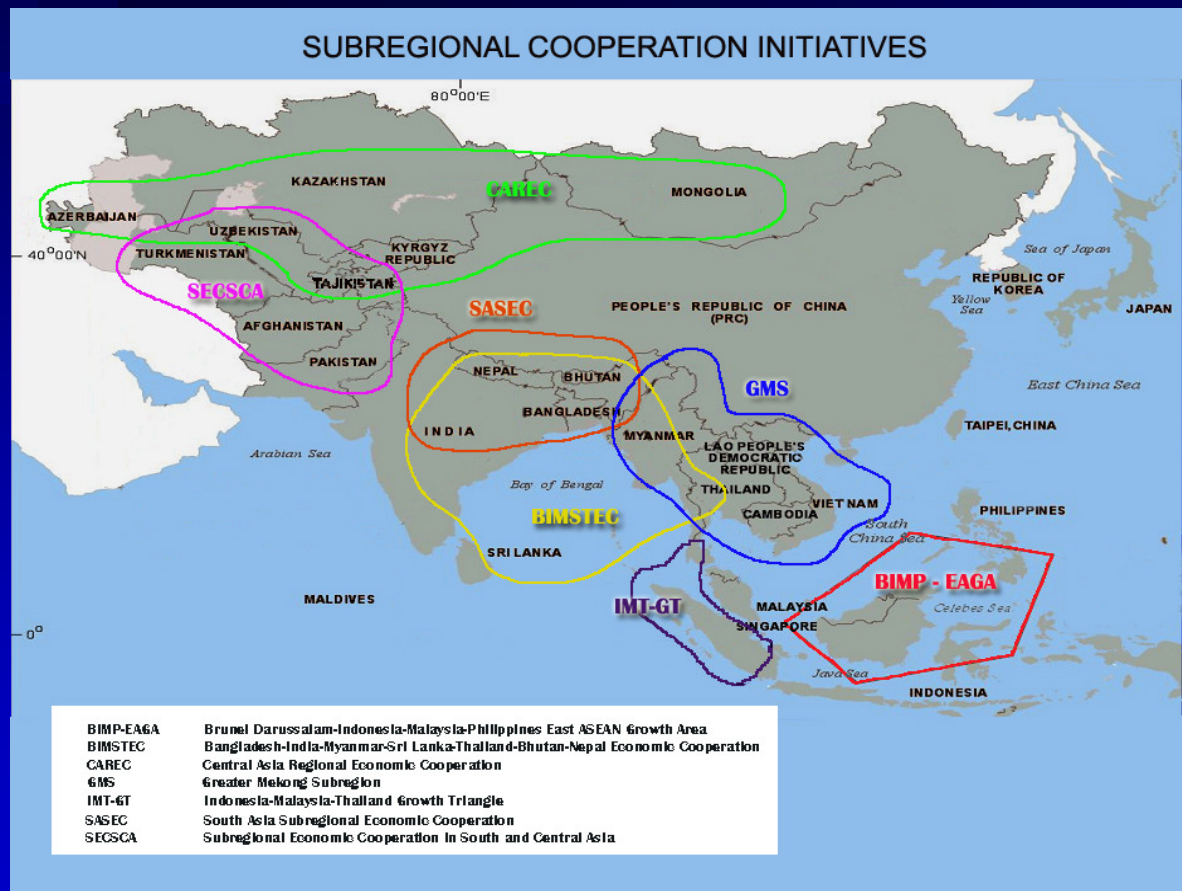 SUBREGIONAL COOPERATION INITIATIVES
80°00'E
KAZAKHSTAN
CAREC
MONGOLIA
AZERBAIJAN
UZBEKISTAN
40°00'N
TURKMENISTAN
KYRGYZ
REPUBLIC
Sea of Japan
SECSCA
TAJIKISTAN
REPUBLIC OF
KOREA
Yellow
Sea
JAPAN
SASEC
PEOPLE'S REPUBLIC OF CHINA
(PRC)
AFGHANISTAN
PAKISTAN
NEPAL
BHUTAN
GMS
East China Sea
BANGLADESH
INDIA
MYANMAR
TAIPEI,CHINA
LAO PEOPLE'S
DEMOCRATIC
REPUBLIC
Arabian Sea
Bay of Bengal
THAILAND
VIET NAM
CAMBODIA
PHILIPPINES
BIMSTEC
South
China Sea
SRI LANKA
BIMP - EAGA
MALDIVES
IMT-GT
MALAYSIA
Celebes Sea
SINGAPORE
0°
Java Sea
INDONESIA
BIMP-EAGA Brunei Darussalam-Indonesia-Malaysia-Philippines East ASEAN Growth Area
BIMSTEC Bangladesh-India-Myanmar-Sri Lanka-Thailand-Bhutan-Nepal Economic Cooperation
CAREC Central Asia Regional Economic Cooperation
GMS Greater Mekong Subregion
IMT-GT Indonesia-Malaysia-Thailand Growth Triangle
SASEC South Asia Subregional Economic Cooperation
SECSCA Subregional Economic Cooperation in South and Central Asia